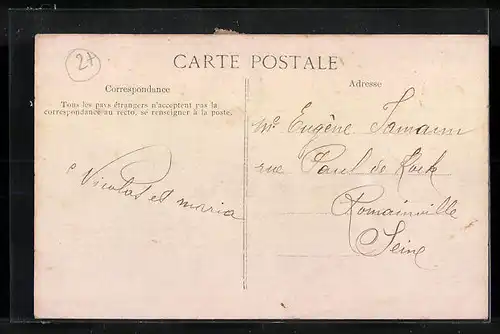 24
CARTE POSTALE
Correspondance
Tous les pays étrangers n'acceptent pas la
correspondance au recto, se renseigner à la poste.
Nicolas et maria
Adresse
Mr Eugène
rue Paul de Kock
Romainville
Seine